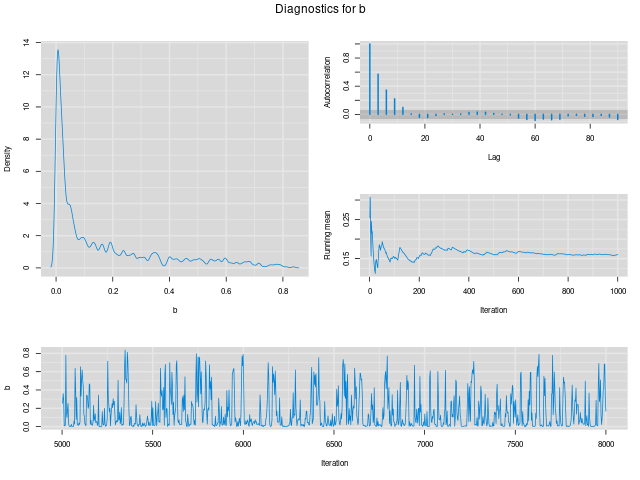 Diagnostics for b
Density
0 2 4 6 8 10 12 14
0.0 0.2 0.4 0.6 0.8
b
Autocorrelation
0.0 0.4 0.8
0 20 40 60 80
Lag
Running mean
0.15 0.25
0 200 400 600 800 1000
Iteration
b
0.0 0.2 0.4 0.6 0.8
5000 5500 6000 6500 7000 7500 8000
Iteration